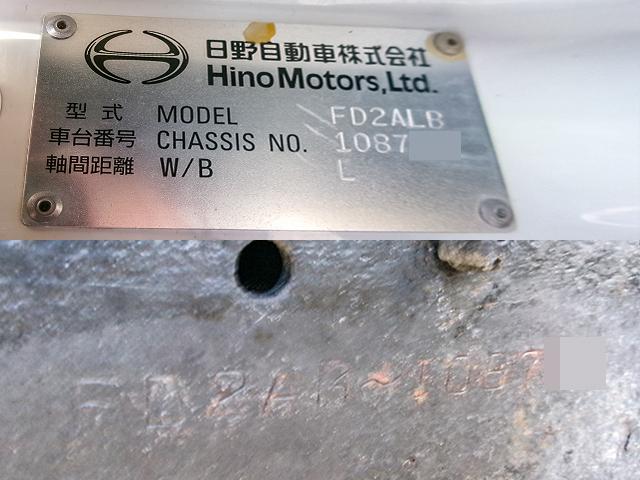 日野自動車株式会社
Hino Motors,Ltd.
型式 MODEL FD2ALB
車台番号 CHASSIS NO. 1087
軸間距離 W/B L
FD2AB-1087